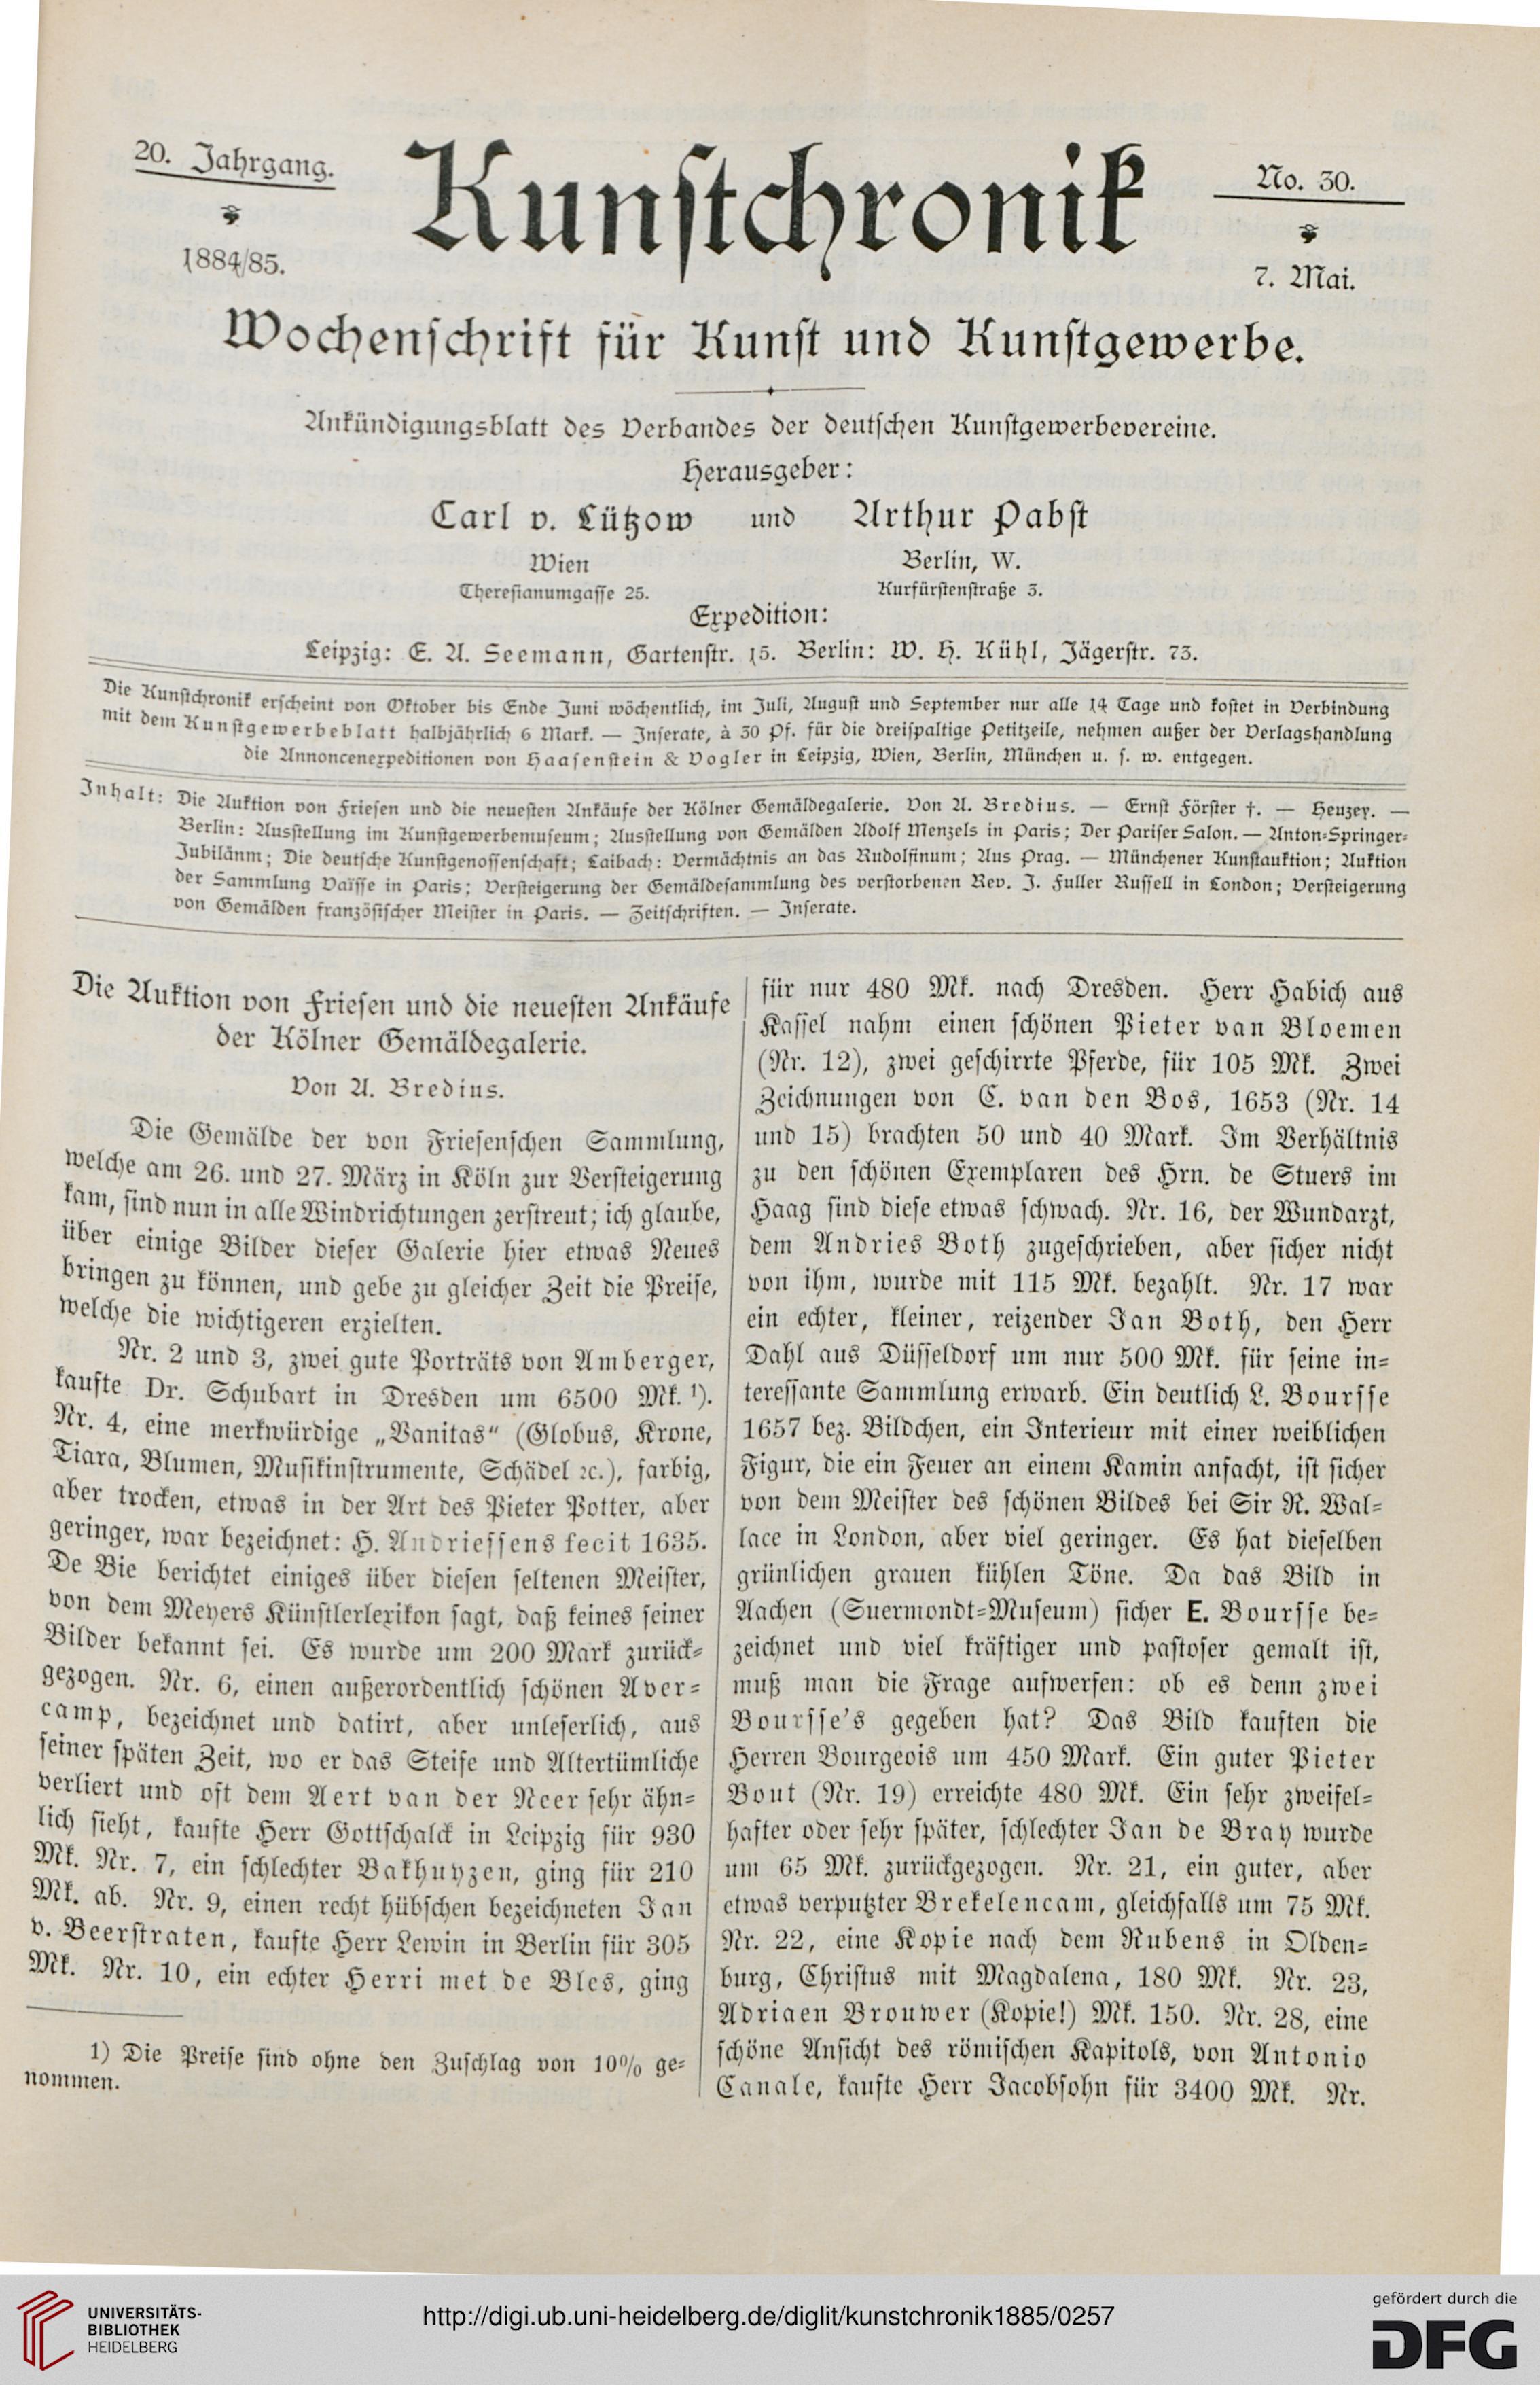 20. Jahrgang.
Kunstchronik
No. 30.
1884/85.
7. Mai.
Wochenschrift für Kunst und Kunstgewerbe.
Ankündigungsblatt des Verbandes der deutschen Kunstgewerbevereine.
Herausgeber:
Carl v. Lützow und Arthur Pabst
Wien Berlin, W.
Theresianumgasse 25. Kurfürstenstraße 3.
Expedition:
Leipzig: E. A. Seemann, Gartenstr. 15. Berlin: W. H. Kühl, Jägerstr. 73.
Die Kunstchronik erscheint von Oktober bis Ende Juni wöchentlich, im Juli, August und September nur alle 14 Tage und kostet in Verbindung
mit dem Kunstgewerbeblatt halbjährlich 6 Mark. — Inserate, à 30 Pf. für die dreispaltige Petitzeile, nehmen außer der Verlagshandlung
die Annoncenexpeditionen von Haasenstein & Vogler in Leipzig, Wien, Berlin, München u. s. w. entgegen.
Inhalt: Die Auktion von Friesen und die neuesten Ankäufe der Kölner Gemäldegalerie. Von A. Bredius. — Ernst Förster †. — Heuzey. —
Berlin: Ausstellung im Kunstgewerbemuseum; Ausstellung von Gemälden Adolf Menzels in Paris; Der Pariser Salon. — Anton-Springer-
Jubiläum; Die deutsche Kunstgenossenschaft; Laibach: Vermächtnis an das Rudolfinum; Aus Prag. — Münchener Kunstauktion; Auktion
der Sammlung Vaïsse in Paris; Versteigerung der Gemäldesammlung des verstorbenen Rev. J. Fuller Russell in London; Versteigerung
von Gemälden französischer Meister in Paris. — Zeitschriften. — Inserate.
Die Auktion von Friesen und die neuesten Ankäufe
der Kölner Gemäldegalerie.
Von A. Bredius.
Die Gemälde der von Friesenschen Sammlung,
welche am 26. und 27. März in Köln zur Versteigerung
kam, sind nun in alle Windrichtungen zerstreut; ich glaube,
über einige Bilder dieser Galerie hier etwas Neues
bringen zu können, und gebe zu gleicher Zeit die Preise,
welche die wichtigeren erzielten.
Nr. 2 und 3, zwei gute Porträts von Amberger,
kaufte Dr. Schubart in Dresden um 6500 Mk. ¹).
Nr. 4, eine merkwürdige „Vanitas“ (Globus, Krone,
Tiara, Blumen, Musikinstrumente, Schädel ꝛc.), farbig,
aber trocken, etwas in der Art des Pieter Potter, aber
geringer, war bezeichnet: H. Andriessens fecit 1635.
De Bie berichtet einiges über diesen seltenen Meister,
von dem Meyers Künstlerlexikon sagt, daß keines seiner
Bilder bekannt sei. Es wurde um 200 Mark zurück-
gezogen. Nr. 6, einen außerordentlich schönen Aver-
camp, bezeichnet und datirt, aber unleserlich, aus
seiner späten Zeit, wo er das Steife und Altertümliche
verliert und oft dem Aert van der Neer sehr ähn-
lich sieht, kaufte Herr Gottschalck in Leipzig für 930
Mk. Nr. 7, ein schlechter Bakhuyzen, ging für 210
Mk. ab. Nr. 9, einen recht hübschen bezeichneten Jan
v. Beerstraten, kaufte Herr Lewin in Berlin für 305
Mk. Nr. 10, ein echter Herri met de Bles, ging
1) Die Preise sind ohne den Zuschlag von 10% ge-
nommen.
für nur 480 Mk. nach Dresden. Herr Habich aus
Kassel nahm einen schönen Pieter van Bloemen
(Nr. 12), zwei geschirrte Pferde, für 105 Mk. Zwei
Zeichnungen von C. van den Bos, 1653 (Nr. 14
und 15) brachten 50 und 40 Mark. Im Verhältnis
zu den schönen Exemplaren des Hrn. de Stuers im
Haag sind diese etwas schwach. Nr. 16, der Wundarzt,
dem Andries Both zugeschrieben, aber sicher nicht
von ihm, wurde mit 115 Mk. bezahlt. Nr. 17 war
ein echter, kleiner, reizender Jan Both, den Herr
Dahl aus Düsseldorf um nur 500 Mk. für seine in-
teressante Sammlung erwarb. Ein deutlich L. Boursse
1657 bez. Bildchen, ein Interieur mit einer weiblichen
Figur, die ein Feuer an einem Kamin anfacht, ist sicher
von dem Meister des schönen Bildes bei Sir R. Wal-
lace in London, aber viel geringer. Es hat dieselben
grünlichen grauen kühlen Töne. Da das Bild in
Aachen (Suermondt-Museum) sicher E. Boursse be-
zeichnet und viel kräftiger und pastoser gemalt ist,
muß man die Frage aufwerfen: ob es denn zwei
Boursse's gegeben hat? Das Bild kauften die
Herren Bourgeois um 450 Mark. Ein guter Pieter
Bout (Nr. 19) erreichte 480 Mk. Ein sehr zweifel-
hafter oder sehr später, schlechter Jan de Bray wurde
um 65 Mk. zurückgezogen. Nr. 21, ein guter, aber
etwas verputzter Brekelencam, gleichfalls um 75 Mk.
Nr. 22, eine Kopie nach dem Rubens in Olden-
burg, Christus mit Magdalena, 180 Mk. Nr. 23,
Adriaen Brouwer (Kopie!) Mk. 150. Nr. 28, eine
schöne Ansicht des römischen Kapitols, von Antonio
Canale, kaufte Herr Jacobsohn für 3400 Mk. Nr.
UNIVERSITÄTS-
BIBLIOTHEK
HEIDELBERG
http://digi.ub.uni-heidelberg.de/diglit/kunstchronik1885/0257
gefördert durch die
DFG